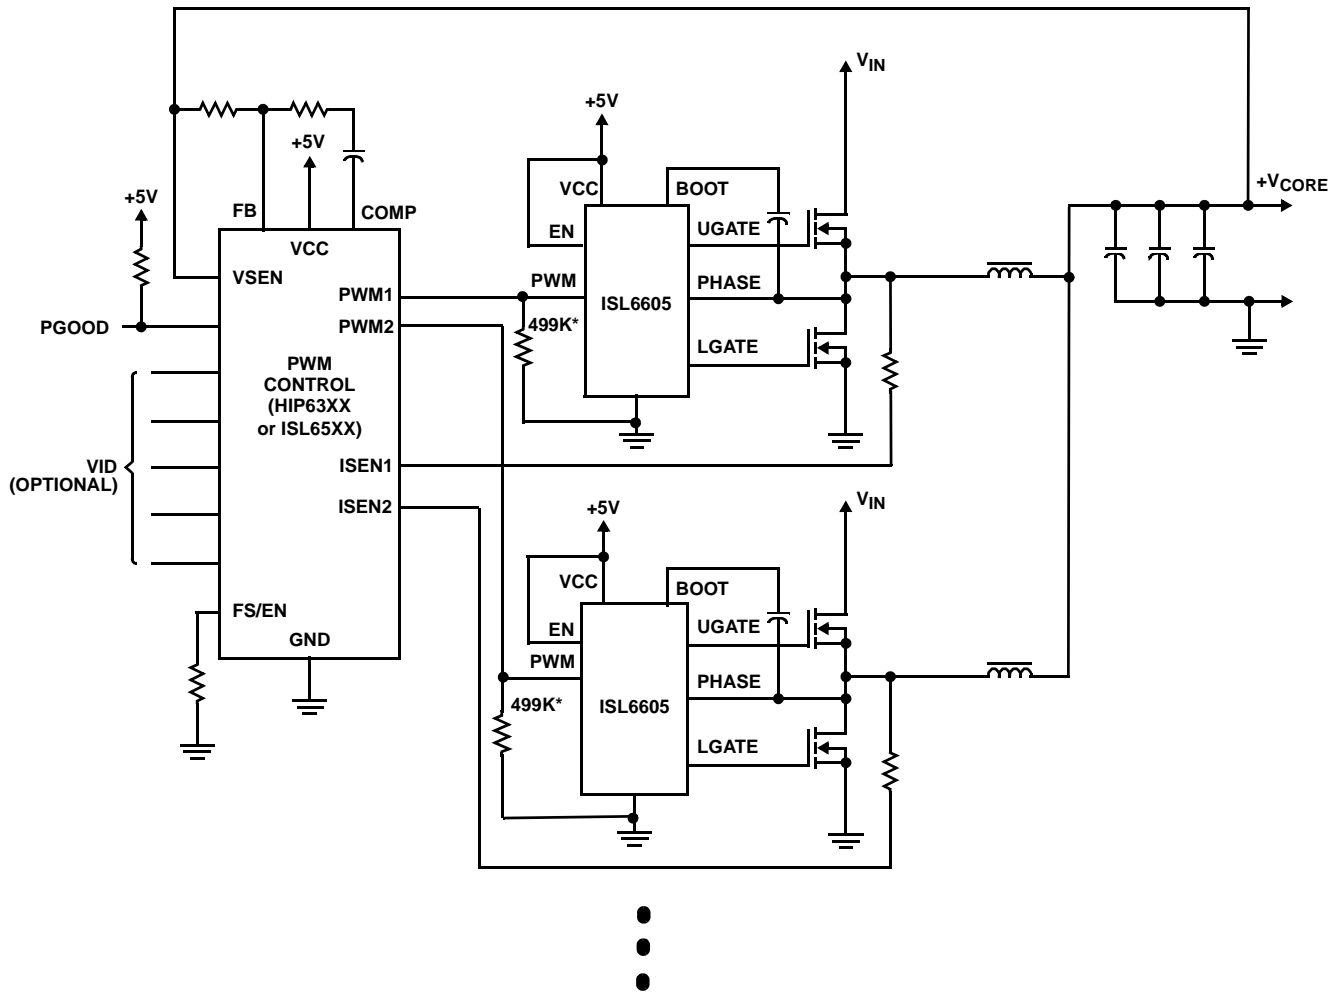 V_IN
+5V
+5V
+5V
+V_CORE
VCC
BOOT
FB
COMP
UGATE
EN
VCC
VSEN
PWM
PHASE
PWM1
ISL6605
PGOOD
PWM2
499K*
LGATE
PWM
CONTROL
(HIP63XX
or ISL65XX)
VID
(OPTIONAL)
ISEN1
ISEN2
V_IN
+5V
VCC
BOOT
FS/EN
EN
UGATE
GND
PWM
PHASE
499K*
ISL6605
LGATE